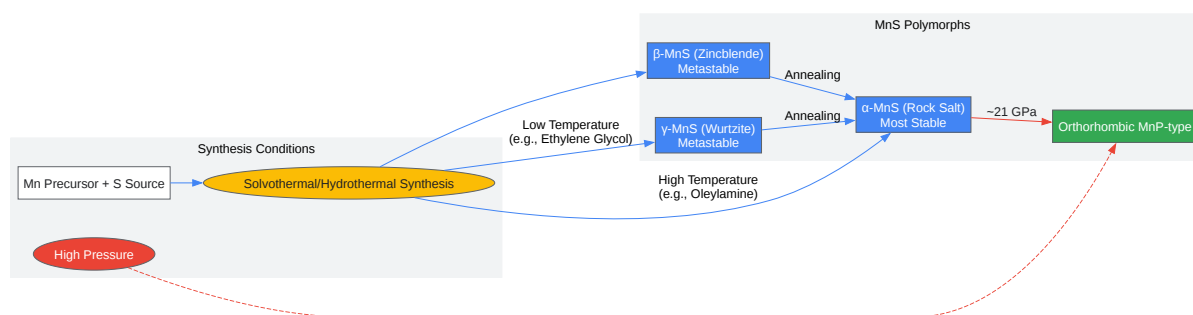 MnS Polymorphs
β-MnS (Zincblende)
Metastable
Annealing
α-MnS (Rock Salt)
Most Stable
~21 GPa
Orthorhombic MnP-type
Annealing
γ-MnS (Wurtzite)
Metastable
Low Temperature
(e.g., Ethylene Glycol)
Synthesis Conditions
Mn Precursor + S Source
Solvothermal/Hydrothermal Synthesis
High Temperature
(e.g., Oleylamine)
High Pressure